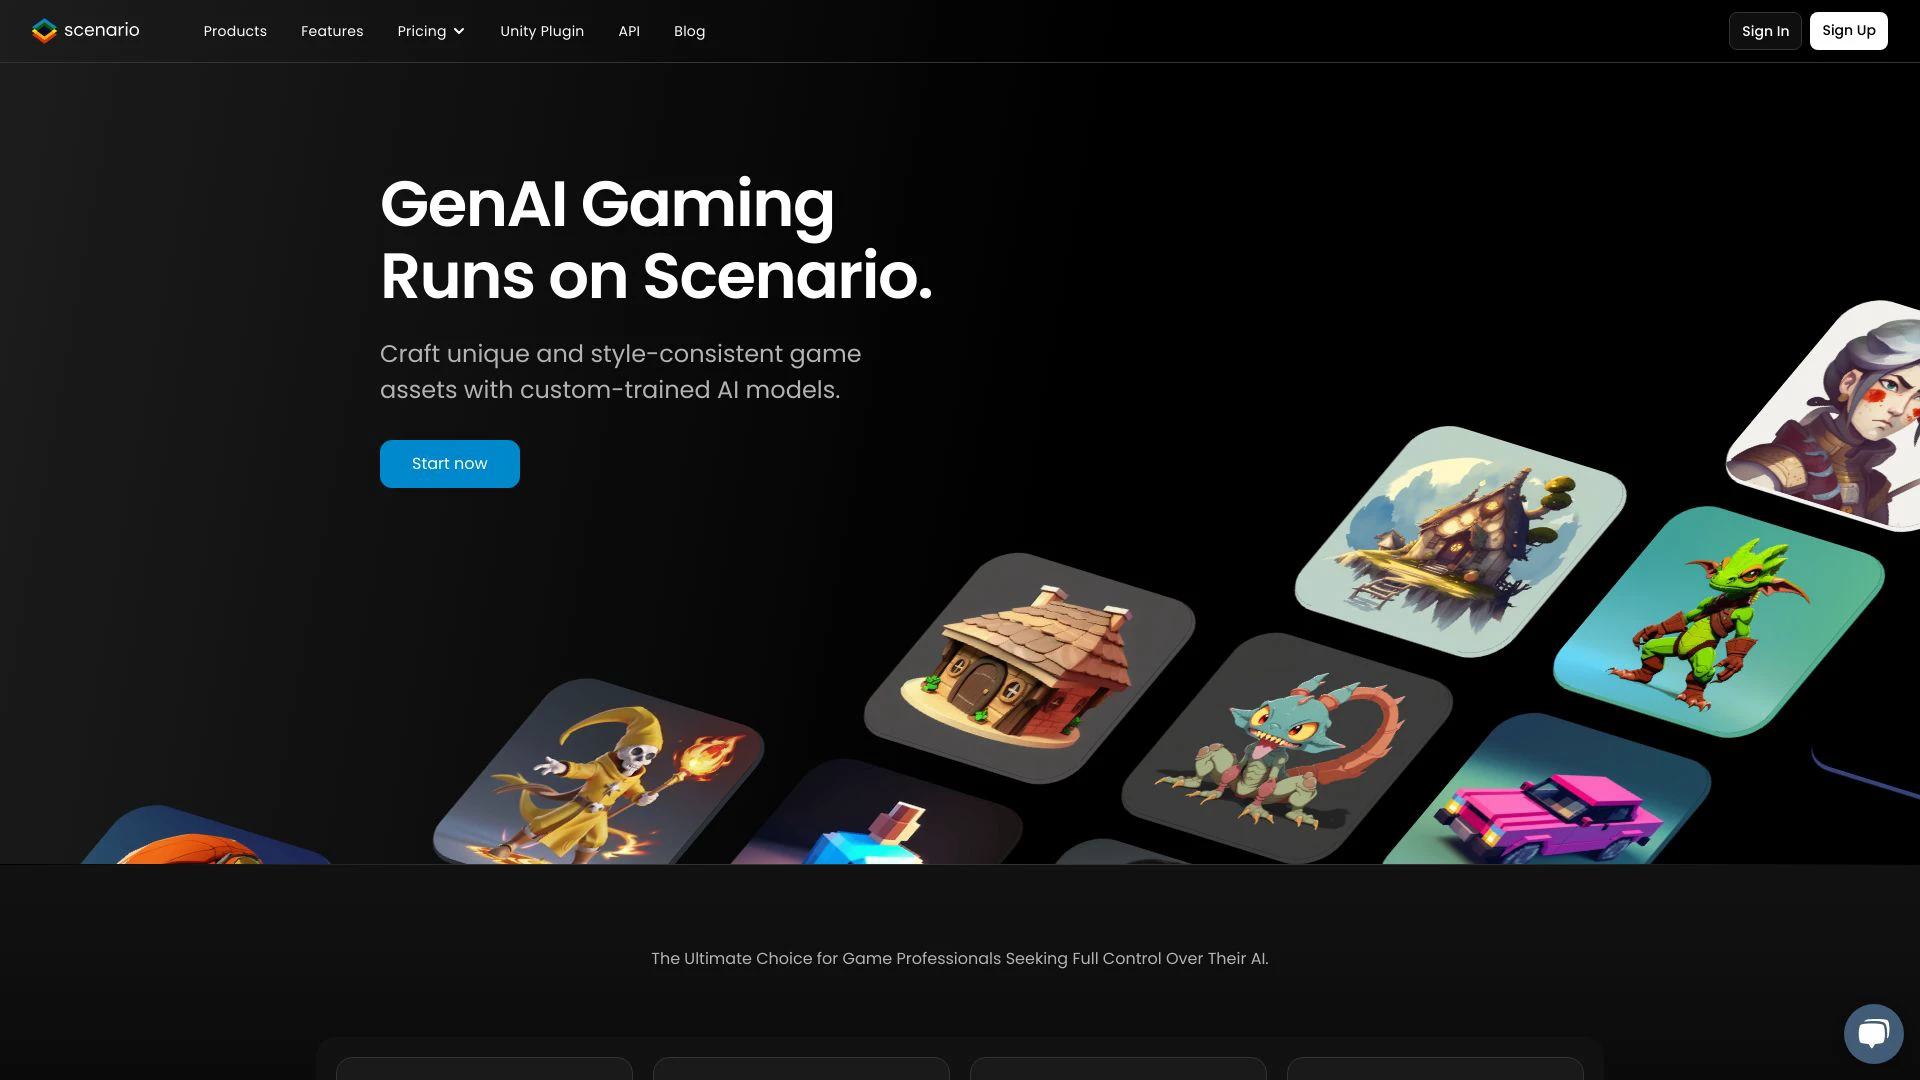 scenario
Products
Features
Pricing
Unity Plugin
API
Blog
Sign In
Sign Up
GenAI Gaming
Runs on Scenario.
Craft unique and style-consistent game
assets with custom-trained AI models.
Start now
The Ultimate Choice for Game Professionals Seeking Full Control Over Their AI.